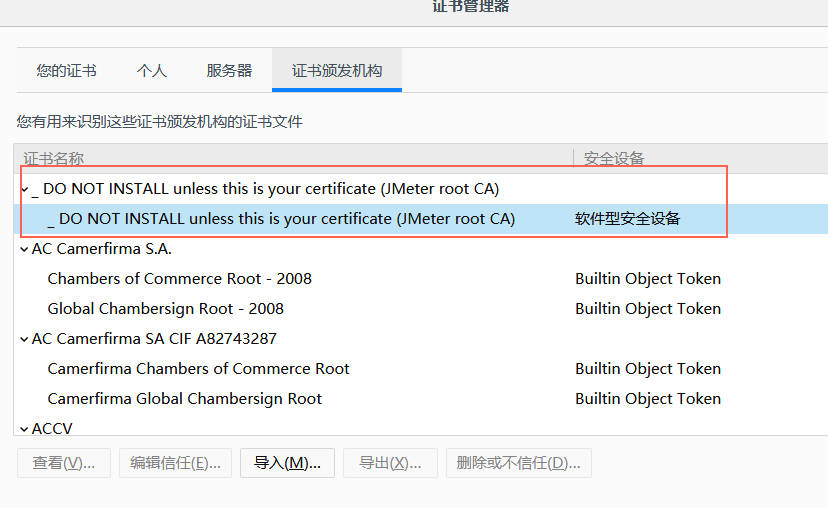 证书管理器
您的证书 个人 服务器 证书颁发机构
您有用来识别这些证书颁发机构的证书文件
证书名称 安全设备
_ DO NOT INSTALL unless this is your certificate (JMeter root CA)
_ DO NOT INSTALL unless this is your certificate (JMeter root CA) 软件型安全设备
AC Camerfirma S.A.
Chambers of Commerce Root - 2008 Builtin Object Token
Global Chambersign Root - 2008 Builtin Object Token
AC Camerfirma SA CIF A82743287
Camerfirma Chambers of Commerce Root Builtin Object Token
Camerfirma Global Chambersign Root Builtin Object Token
ACCV
查看(V)... 编辑信任(E)... 导入(M)... 导出(X)... 删除或不信任(D)...